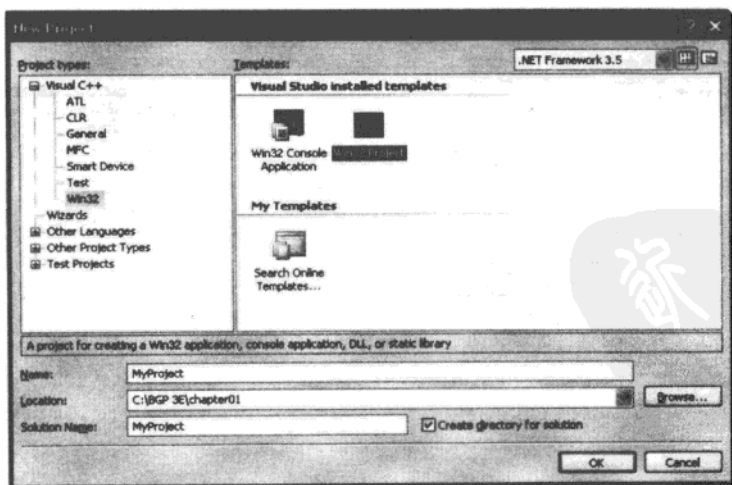 New Project
Project types:
Templates:
.NET Framework 3.5
Visual C++
ATL
CLR
General
MFC
Smart Device
Test
Win32
Wizards
Other Languages
Other Project Types
Test Projects
Visual Studio installed templates
Win32 Console
Application
My Templates
Search Online
Templates...
A project for creating a Win32 application, console application, DLL, or static library
Name:
MyProject
Location:
C:\BGP 3E\chapter01
Browse...
Solution Name:
MyProject
Create directory for solution
OK
Cancel